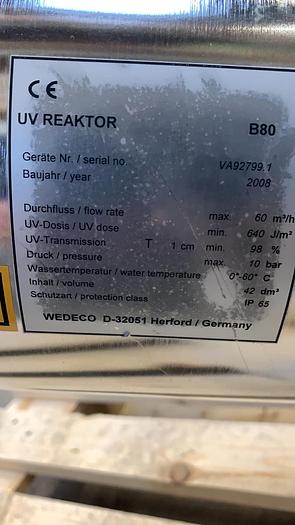 CE
UV REAKTOR B80
Geräte Nr. / serial no. VA92799.1
Baujahr / year 2008
Durchfluss / flow rate max. 60 m³/h
UV-Dosis / UV dose min. 640 J/m²
UV-Transmission T 1 cm min. 98 %
Druck / pressure max. 10 bar
Wassertemperatur / water temperature 0°-60° C
Inhalt / volume 42 dm³
Schutzart / protection class IP 65
WEDECO D-32051 Herford / Germany